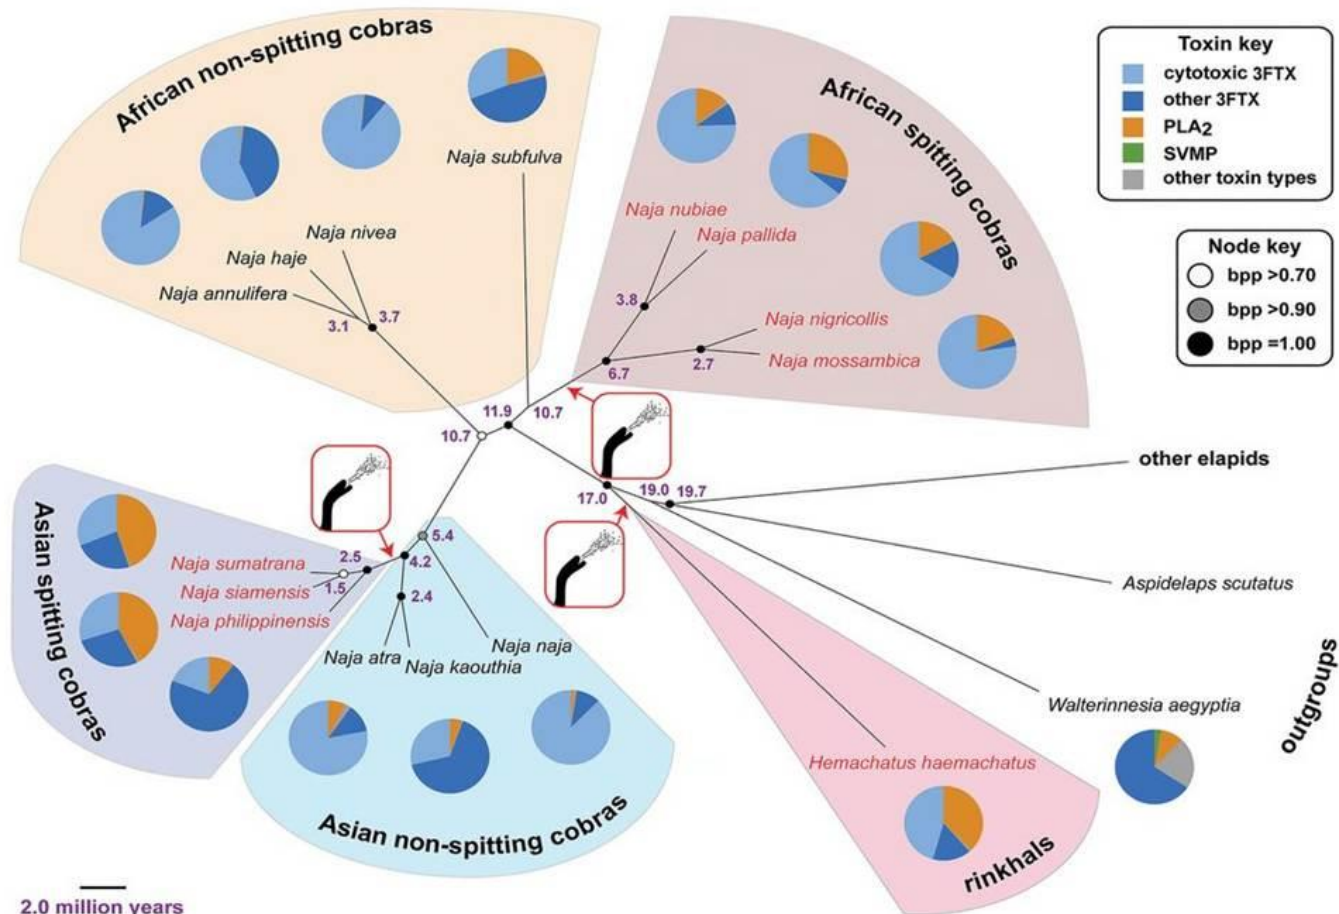 African non-spitting cobras
Naja subfulva
Naja nivea
Naja haje
Naja annulifera
3.7
3.1
African spitting cobras
Naja nubiae
Naja pallida
3.8
Naja nigricollis
Naja mossambica
6.7
2.7
Toxin key
cytotoxic 3FTX
other 3FTX
PLA2
SVMP
other toxin types
Node key
bpp >0.70
bpp >0.90
bpp =1.00
11.9
10.7
10.7
17.0
19.0
19.7
other elapids
Aspidelaps scutatus
Walterinnesia aegyptia
outgroups
Hemachatus haemachatus
rinkhals
Asian spitting cobras
Naja sumatrana
Naja siamensis
Naja philippinensis
2.5
1.5
5.4
4.2
2.4
Naja atra
Naja kaouthia
Naja naja
Asian non-spitting cobras
2.0 million years